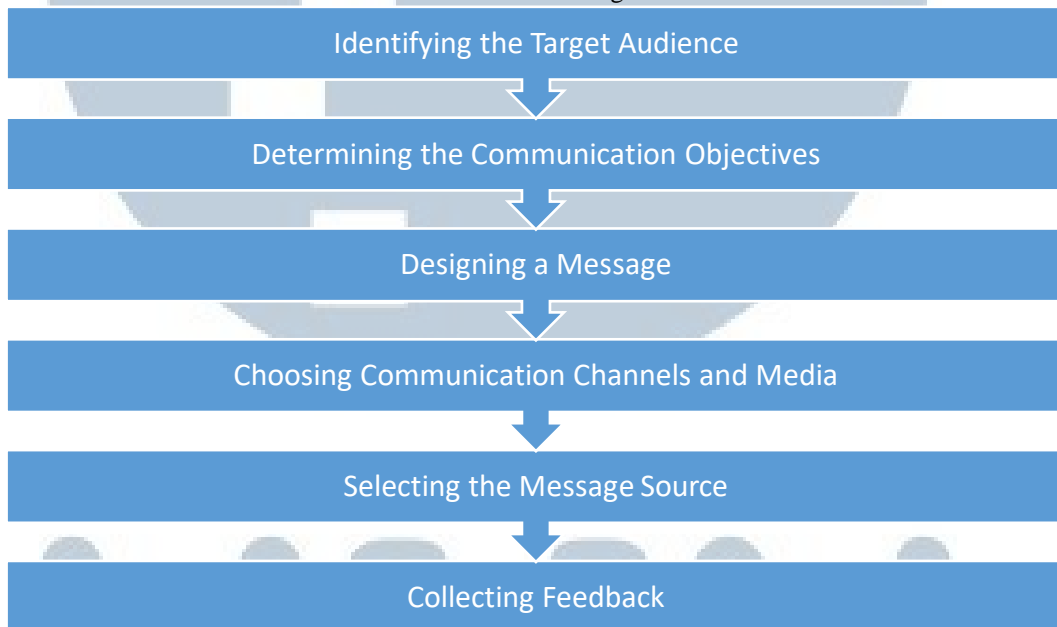 Identifying the Target Audience
Determining the Communication Objectives
Designing a Message
Choosing Communication Channels and Media
Selecting the Message Source
Collecting Feedback